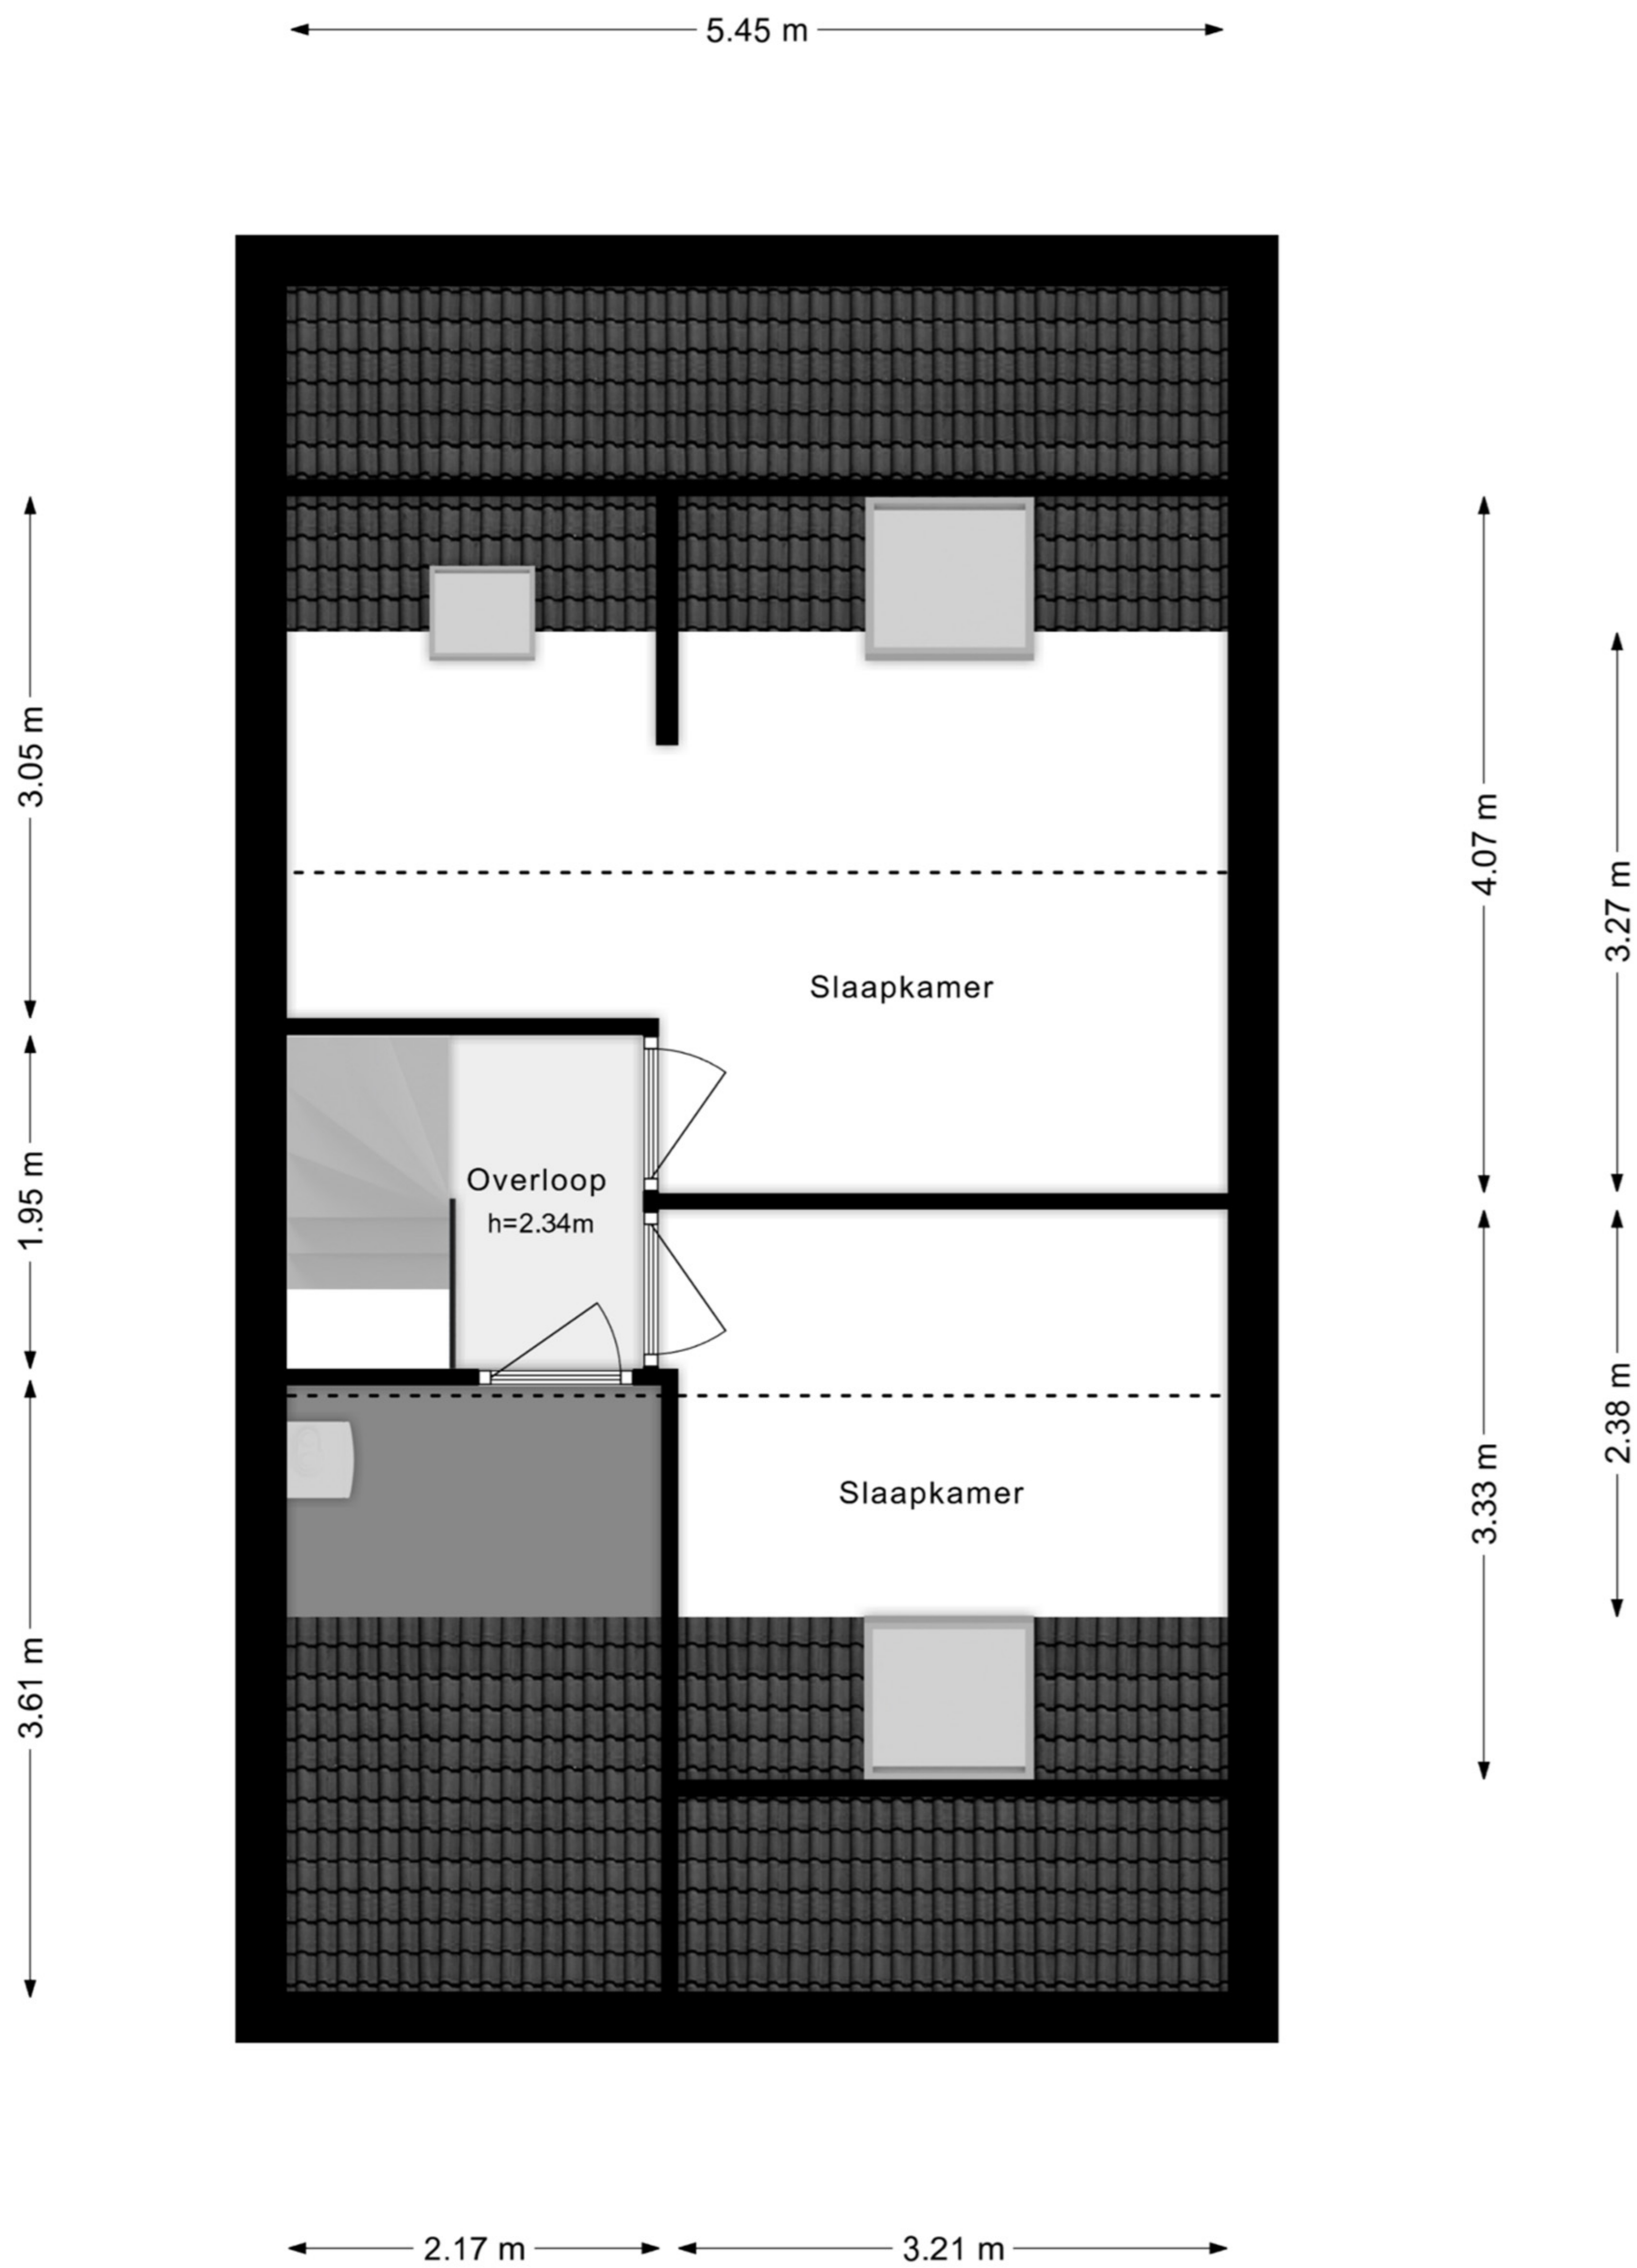 5.45 m
3.05 m
4.07 m
3.27 m
Slaapkamer
1.95 m
Overloop
h=2.34m
2.38 m
3.33 m
Slaapkamer
3.61 m
2.17 m
3.21 m